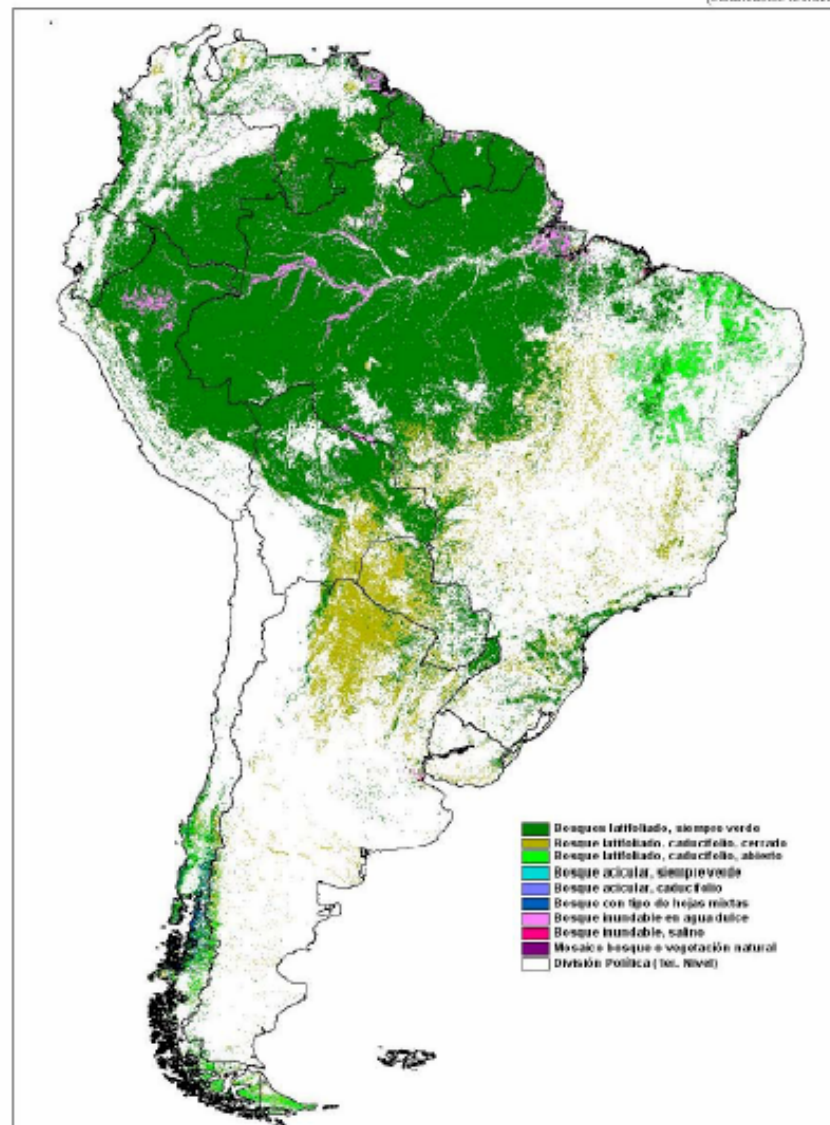 Bosques latifoliado, siempre verde
Bosque latifoliado, caducifolio, cerrado
Bosque latifoliado, caducifolio, abierto
Bosque acicular, siempre verde
Bosque acicular, caducifolio
Bosque con tipo de hojas mixtas
Bosque inundable en agua dulce
Bosque inundable, salino
Mosaico bosque o vegetación natural
División Política (1er. Nivel)